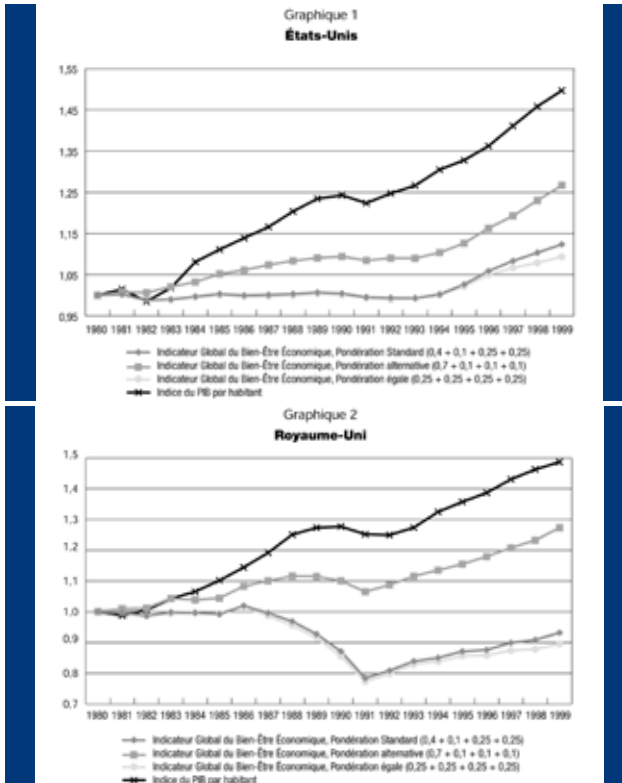 Graphique 1
États-Unis
1,55
1,45
1,35
1,25
1,15
1,05
0,95
1980 1981 1982 1983 1984 1985 1986 1987 1988 1989 1990 1991 1992 1993 1994 1995 1996 1997 1998 1999
Indicateur Global du Bien-Être Économique, Pondération Standard (0,4 + 0,1 + 0,25 + 0,25)
Indicateur Global du Bien-Être Économique, Pondération alternative (0,7 + 0,1 + 0,1 + 0,1)
Indicateur Global du Bien-Être Économique, Pondération égale (0,25 + 0,25 + 0,25 + 0,25)
Indice du PIB par habitant
Graphique 2
Royaume-Uni
1,5
1,4
1,3
1,2
1,1
1,0
0,9
0,8
0,7
1980 1981 1982 1983 1984 1985 1986 1987 1988 1989 1990 1991 1992 1993 1994 1995 1996 1997 1998 1999
Indicateur Global du Bien-Être Économique, Pondération Standard (0,4 + 0,1 + 0,25 + 0,25)
Indicateur Global du Bien-Être Économique, Pondération alternative (0,7 + 0,1 + 0,1 + 0,1)
Indicateur Global du Bien-Être Économique, Pondération égale (0,25 + 0,25 + 0,25 + 0,25)
Indice du PIB par habitant